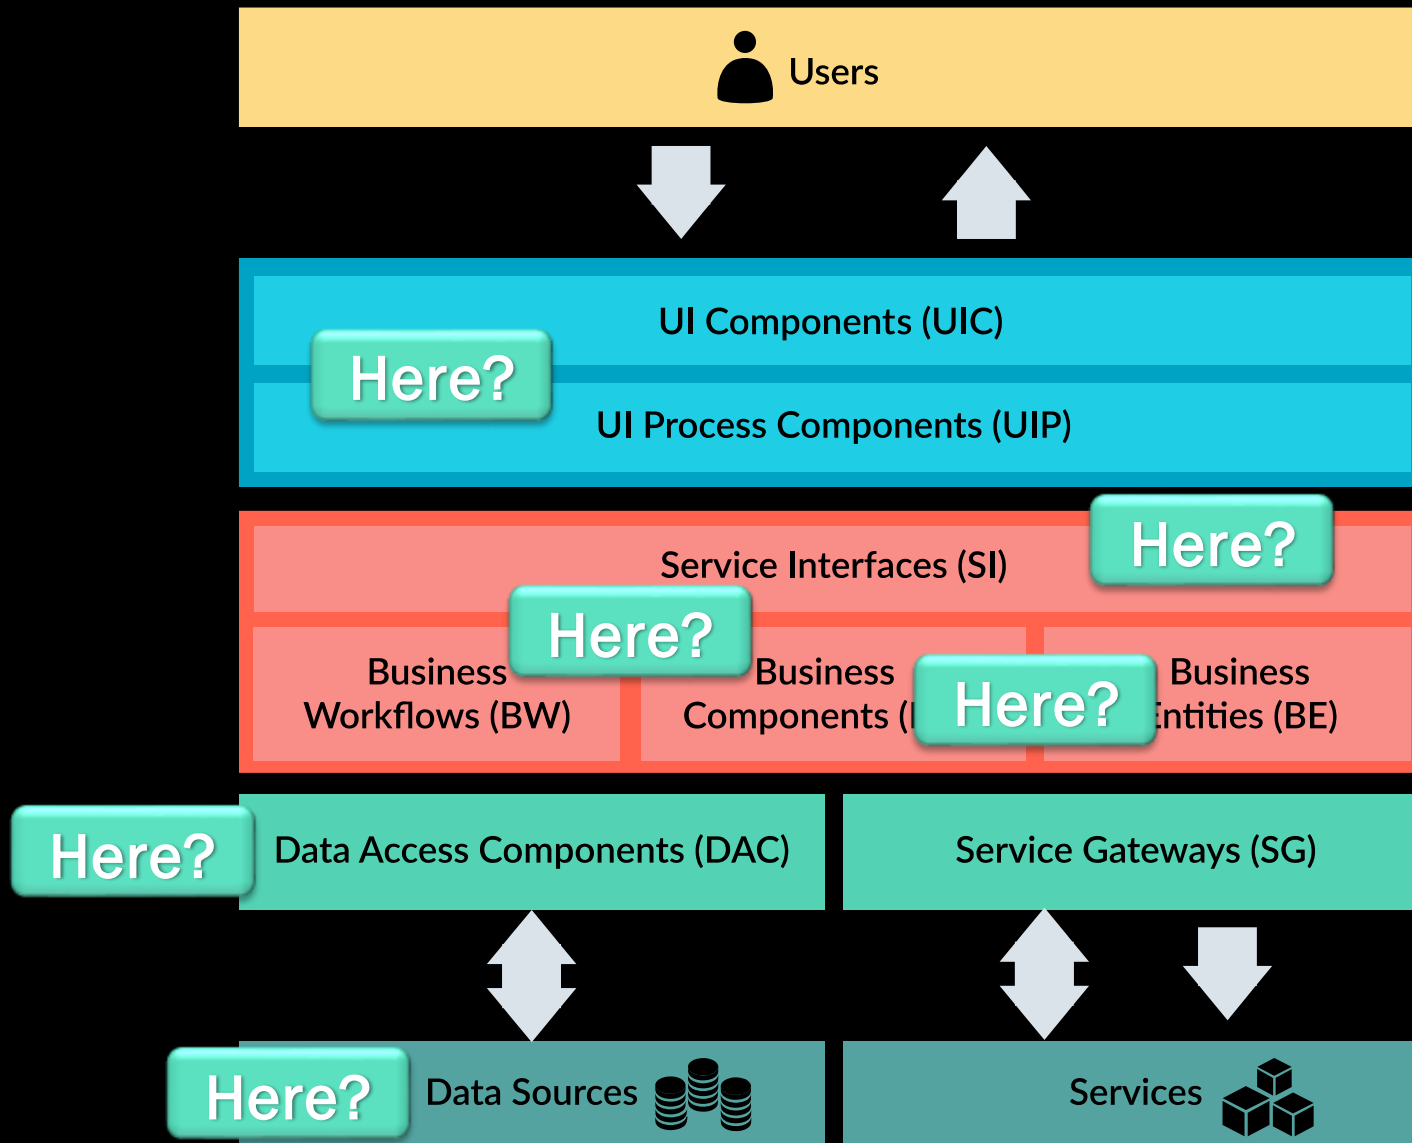 Users
UI Components (UIC)
Here?
UI Process Components (UIP)
Here?
Service Interfaces (SI)
Here?
Business
Workflows (BW)
Business
Components (
Here?
Business
Entities (BE)
Here?
Data Access Components (DAC)
Service Gateways (SG)
Here?
Data Sources
Services